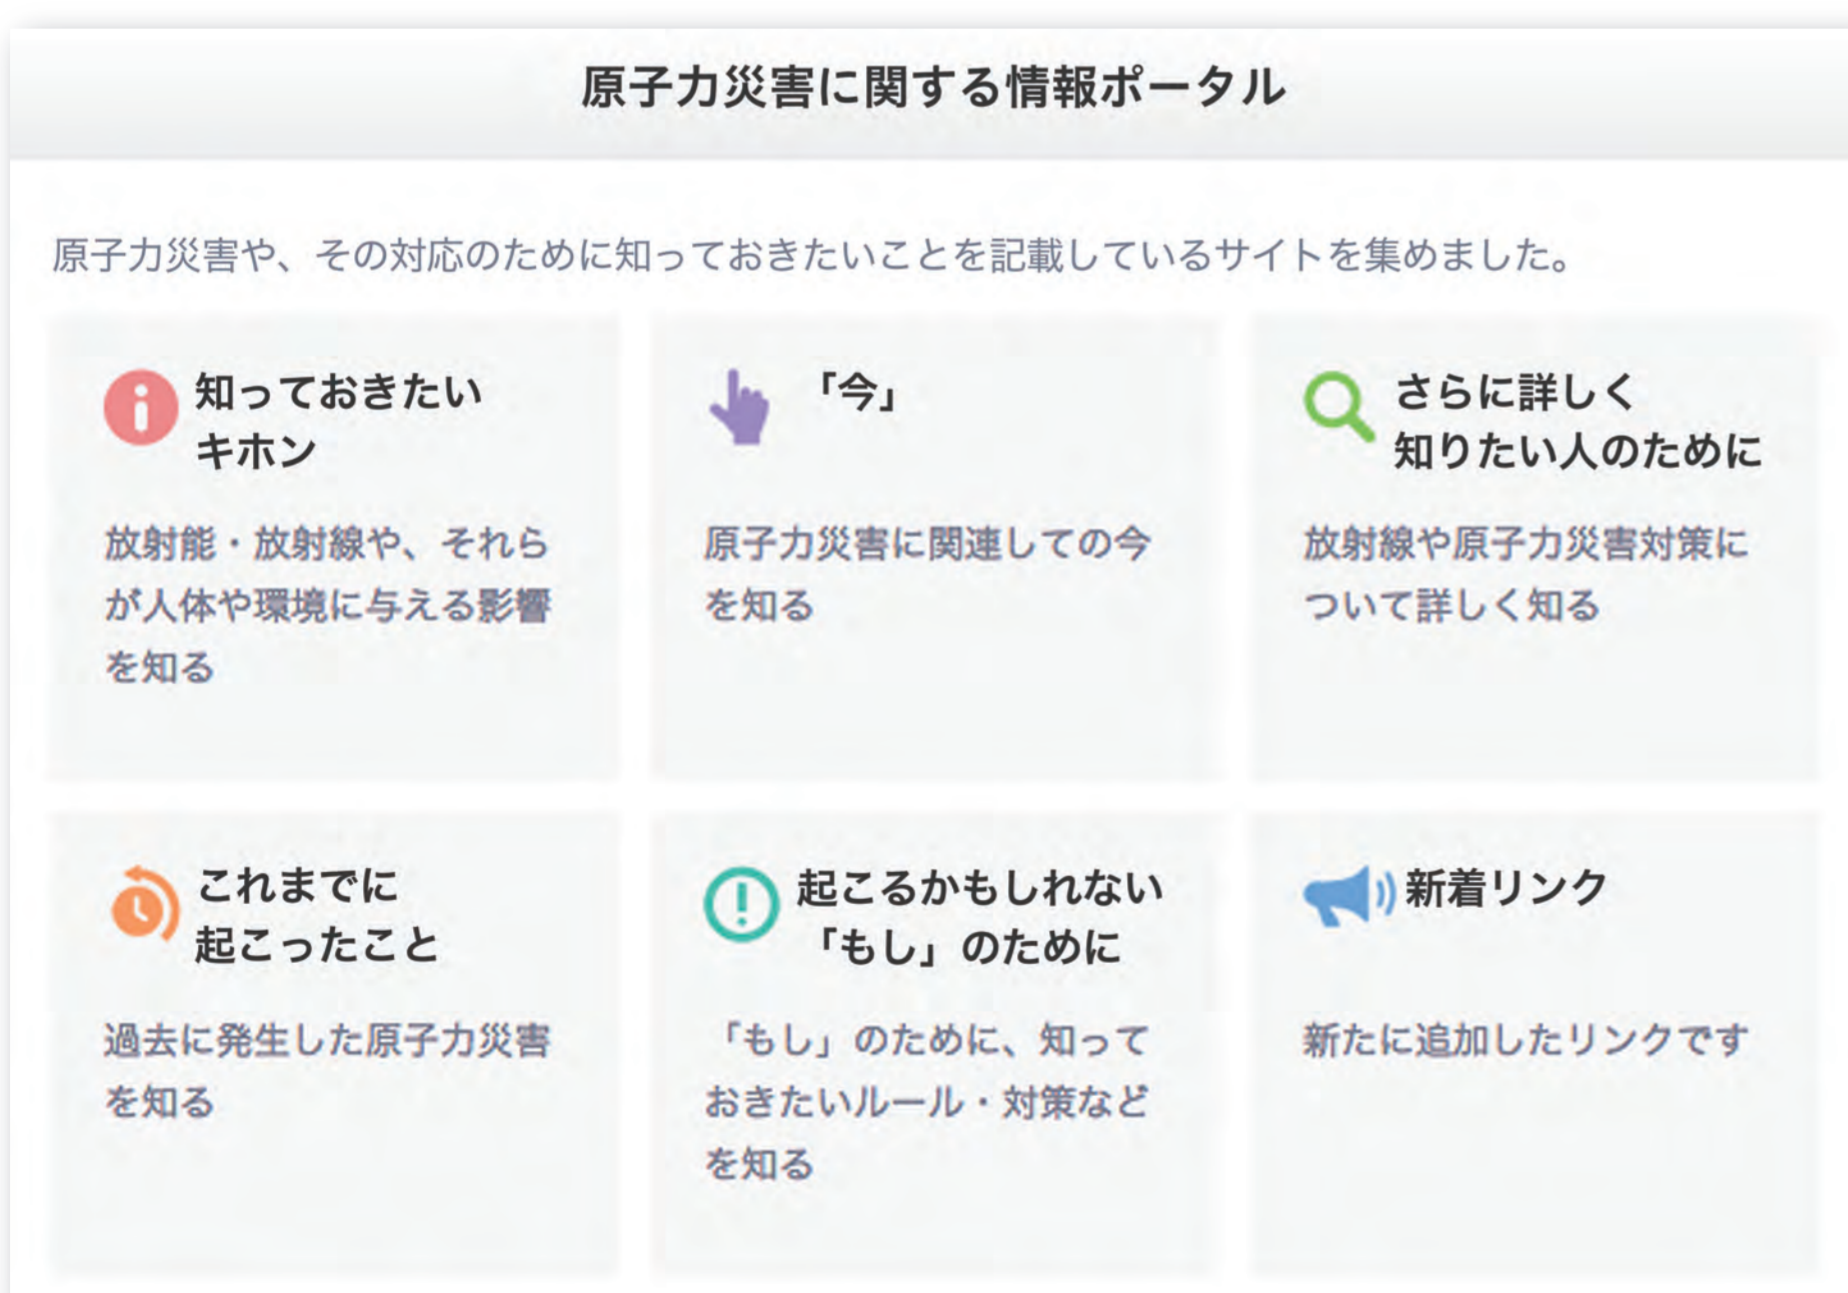 原子力災害に関する情報ポータル
原子力災害や、その対応のために知っておきたいことを記載しているサイトを集めました。
知っておきたい
キホン
放射能・放射線や、それら
が人体や環境に与える影響
を知る
「今」
原子力災害に関連しての今
を知る
さらに詳しく
知りたい人のために
放射線や原子力災害対策に
ついて詳しく知る
これまでに
起こったこと
過去に発生した原子力災害
を知る
起こるかもしれない
「もし」のために
「もし」のために、知って
おきたいルール・対策など
を知る
新着リンク
新たに追加したリンクです